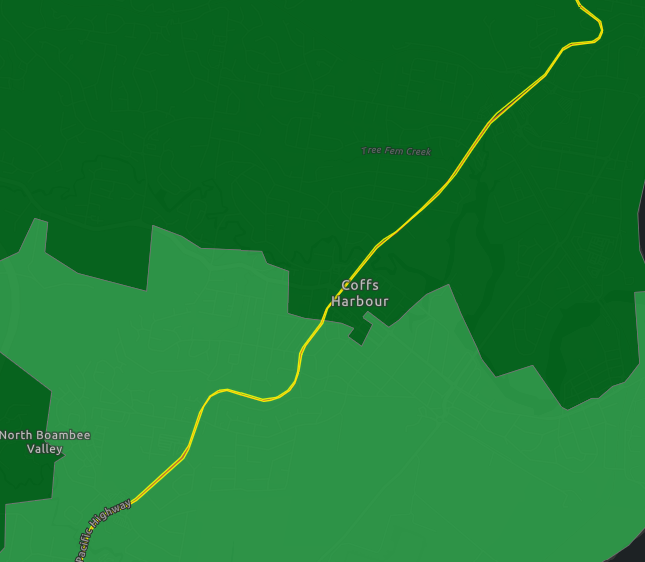 Tree Fern Creek
Coffs
Harbour
North Boambee
Valley
Pacific Highway